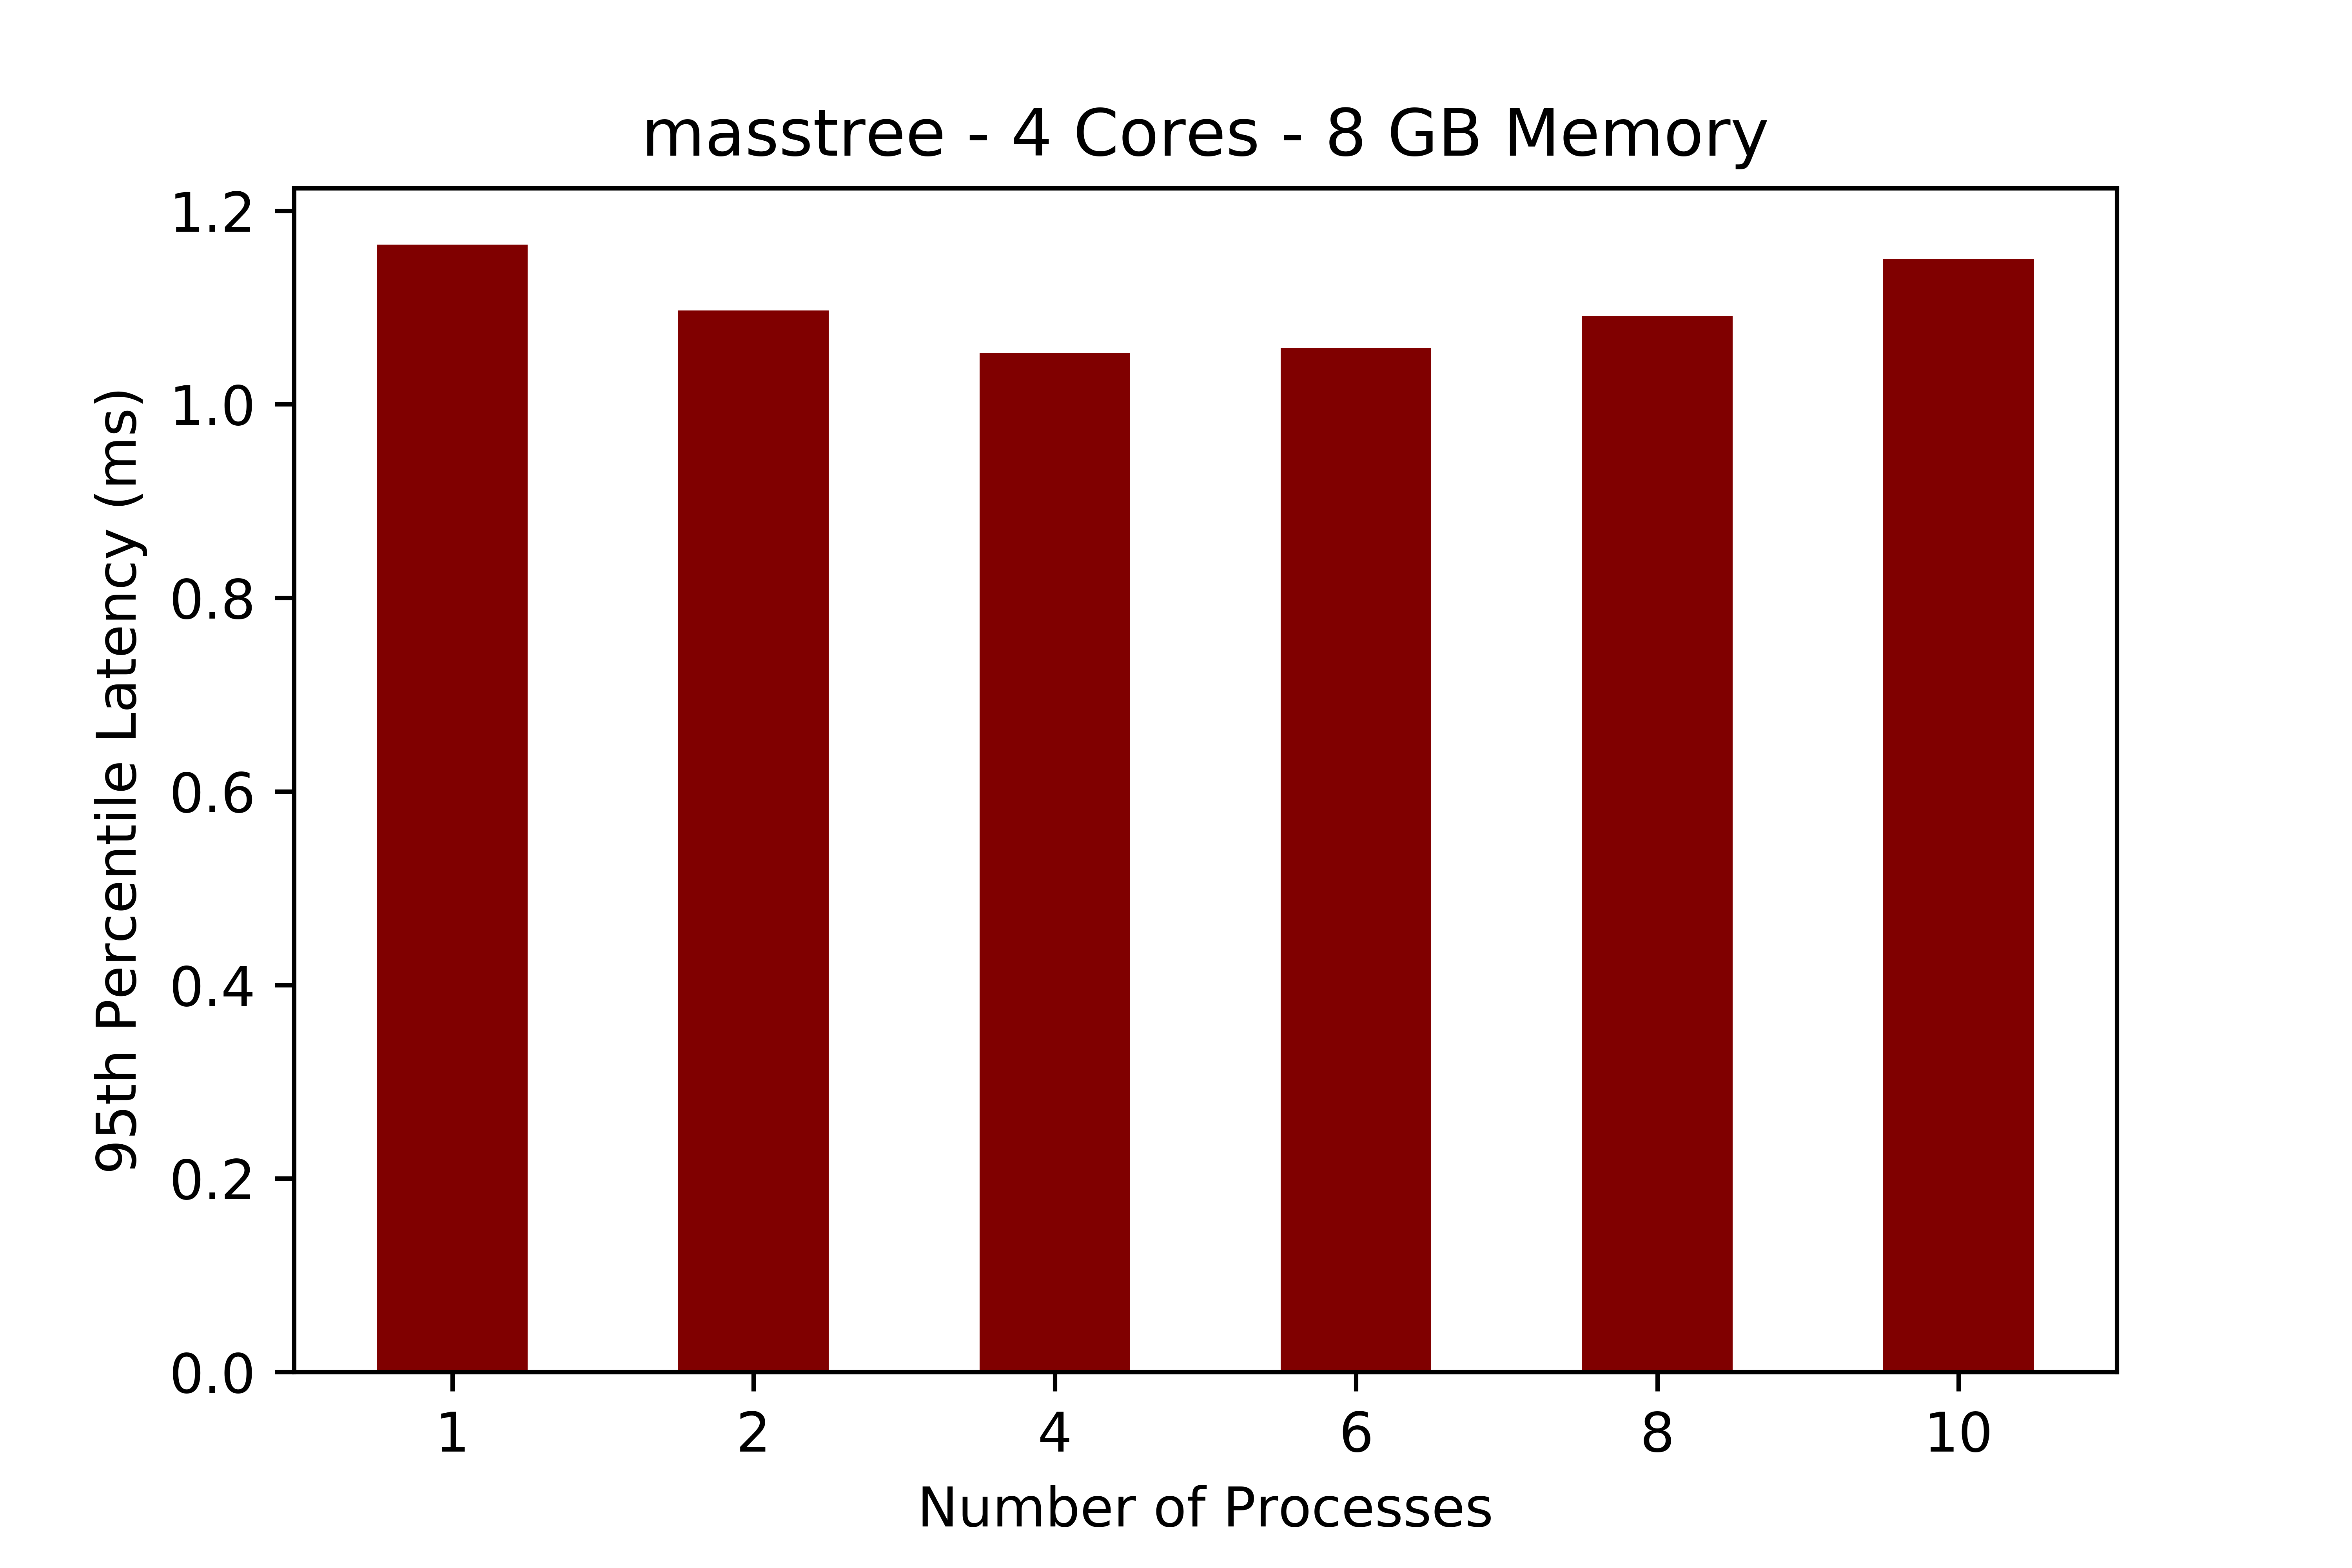 masstree - 4 Cores - 8 GB Memory
95th Percentile Latency (ms)
1.2
1.0
0.8
0.6
0.4
0.2
0.0
1 2 4 6 8 10
Number of Processes